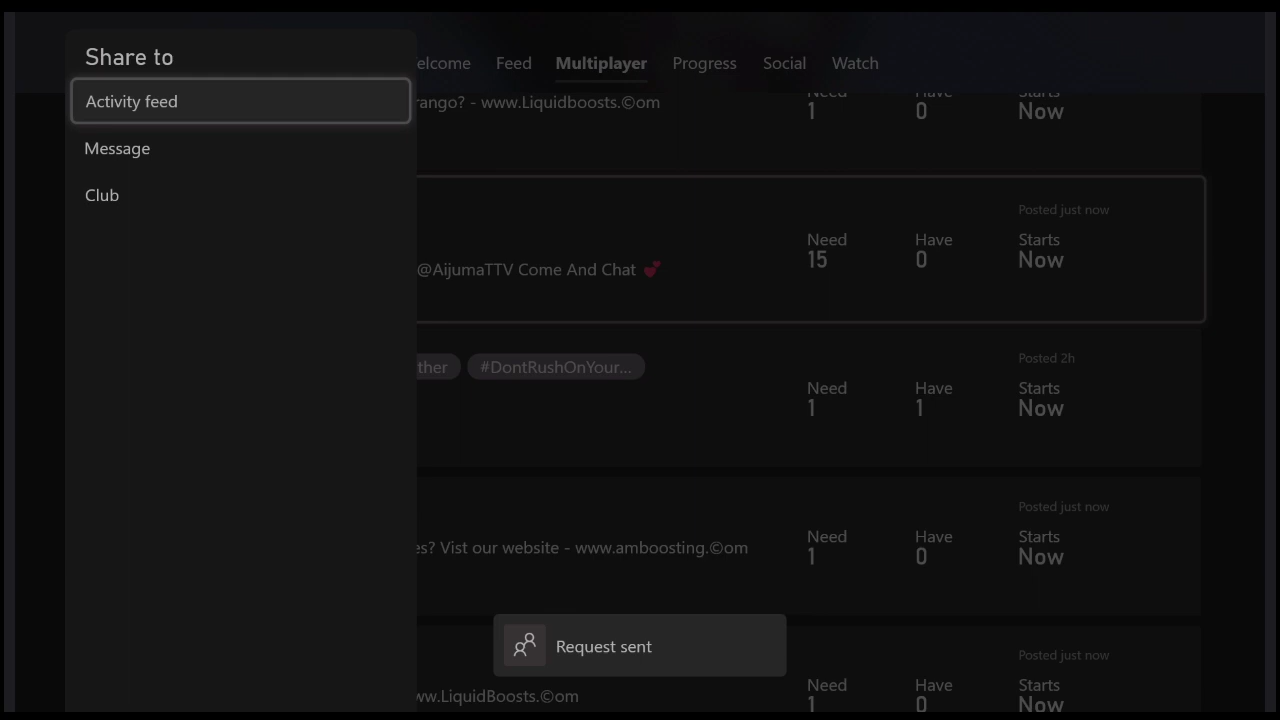 Share to
Activity feed
Message
Club
elcome Feed Multiplayer Progress Social Watch
rango? - www.Liquidboosts.©om
Need Have
1 0 Now
Posted just now
Need Have Starts
15 0 Now
@AijumaTTV Come And Chat 💕
ther #DontRushOnYour...
Posted 2h
Need Have Starts
1 1 Now
Posted just now
Need Have Starts
1 0 Now
es? Vist our website - www.amboosting.©om
Request sent
Posted just now
Need Have Starts
1 0 Now
ww.LiquidBoosts.©om